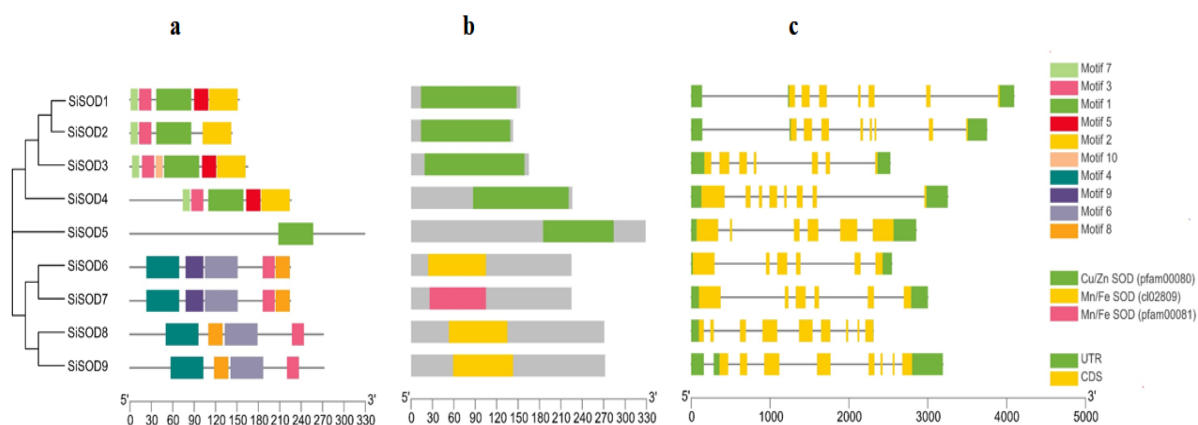 a b c
SiSOD1
SiSOD2
SiSOD3
SiSOD4
SiSOD5
SiSOD6
SiSOD7
SiSOD8
SiSOD9
5' 3'
0 30 60 90 120 150 180 210 240 270 300 330
5' 3'
0 30 60 90 120 150 180 210 240 270 300 330
5' 3'
0 1000 2000 3000 4000 5000
Motif 7
Motif 3
Motif 1
Motif 5
Motif 2
Motif 10
Motif 4
Motif 9
Motif 6
Motif 8
Cu/Zn SOD (pfam00080)
Mn/Fe SOD (cl02809)
Mn/Fe SOD (pfam00081)
UTR
CDS